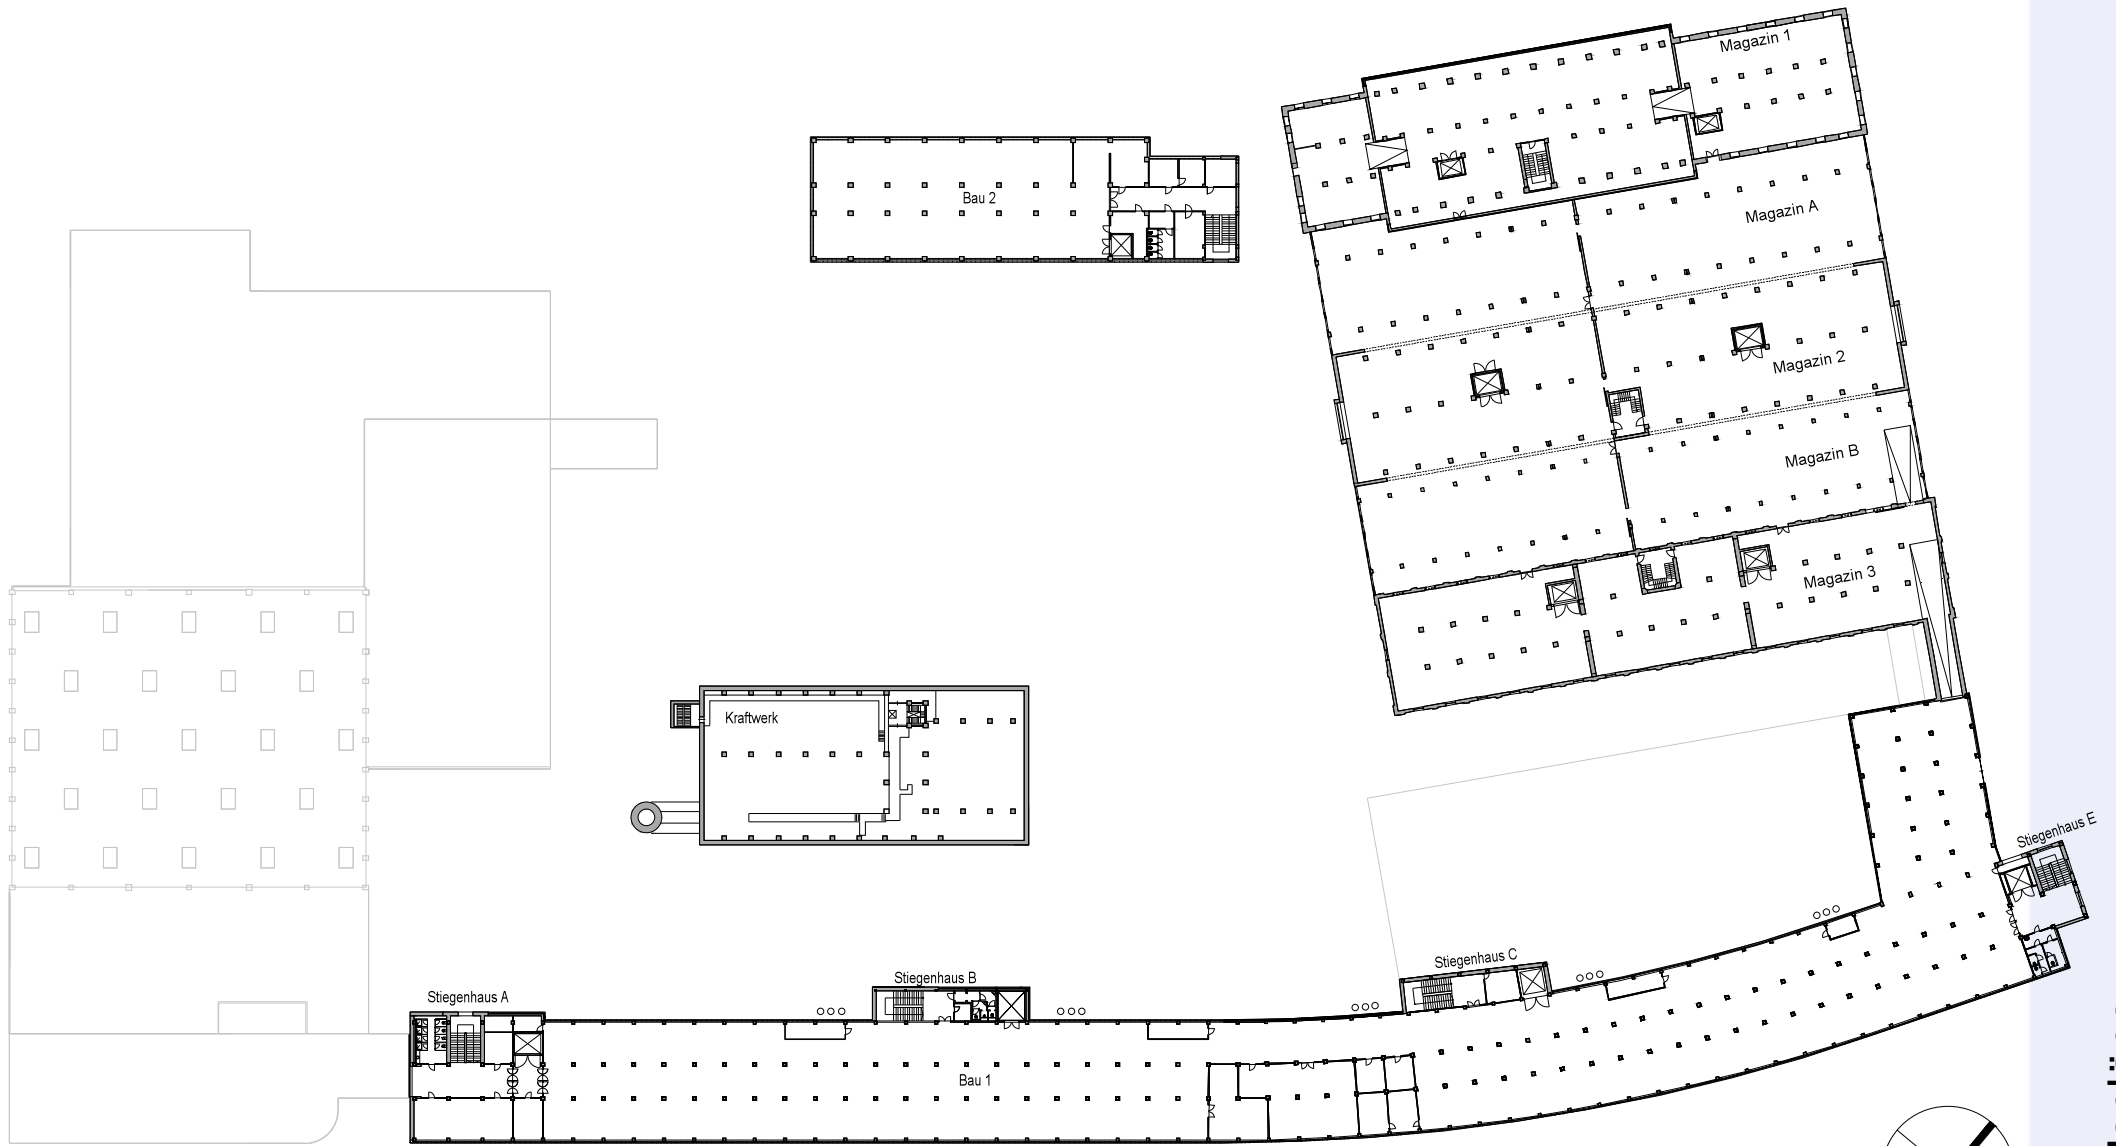 Magazin 1
Bau 2
Magazin A
Magazin 2
Magazin B
Magazin 3
Kraftwerk
Stiegenhaus E
Stiegenhaus C
Stiegenhaus B
Stiegenhaus A
Bau 1